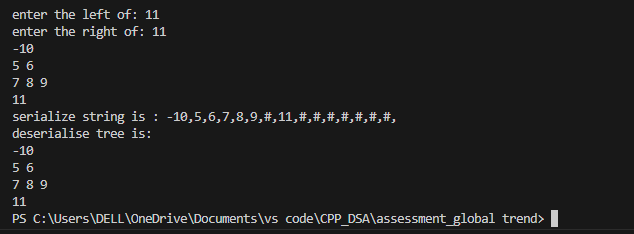 enter the left of: 11
enter the right of: 11
-10
5 6
7 8 9
11
serialize string is : -10,5,6,7,8,9,#,11,#,#,#,#,#,#,#,
deserialise tree is:
-10
5 6
7 8 9
11
PS C:\Users\DELL\OneDrive\Documents\vs code\CPP_DSA\assessment_global trend>